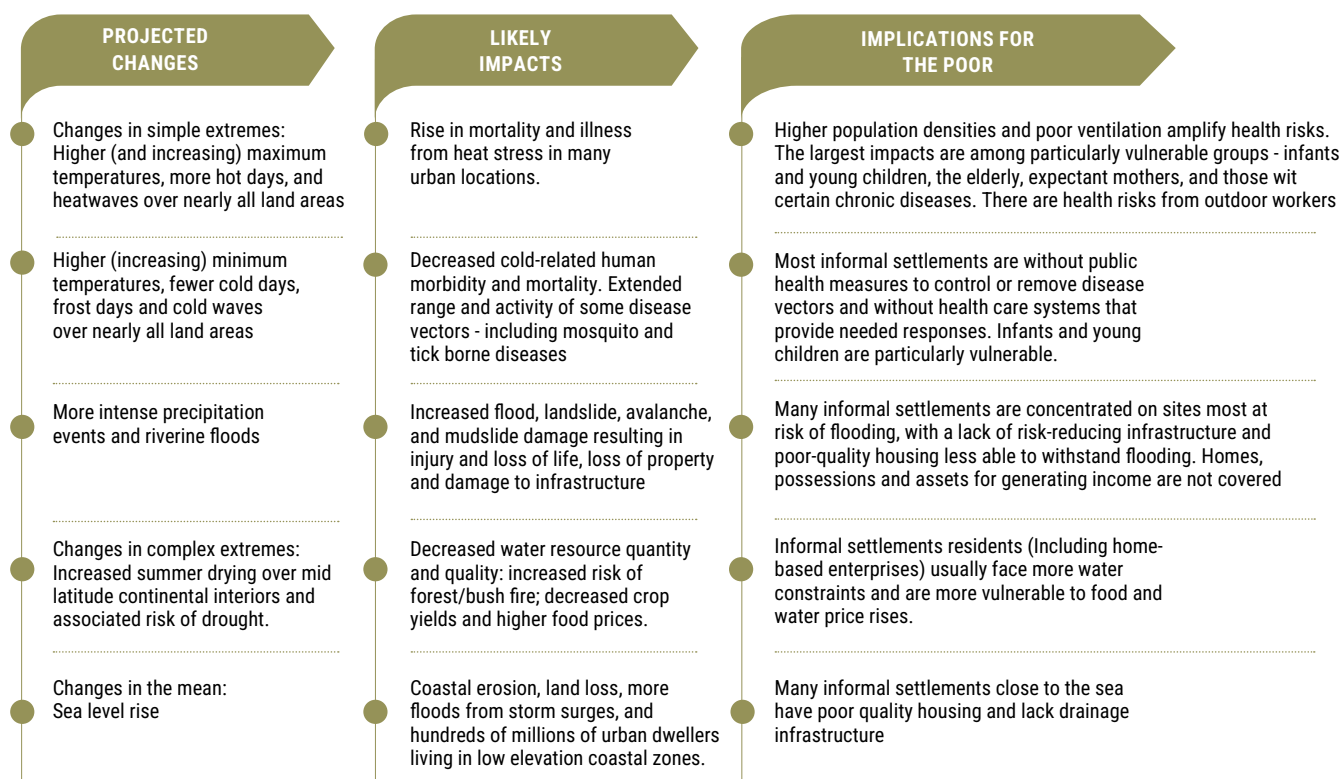 PROJECTED
CHANGES
LIKELY
IMPACTS
IMPLICATIONS FOR
THE POOR
Changes in simple extremes:
Higher (and increasing) maximum
temperatures, more hot days, and
heatwaves over nearly all land areas
Rise in mortality and illness
from heat stress in many
urban locations.
Higher population densities and poor ventilation amplify health risks.
The largest impacts are among particularly vulnerable groups - infants
and young children, the elderly, expectant mothers, and those wit
certain chronic diseases. There are health risks from outdoor workers
Higher (increasing) minimum
temperatures, fewer cold days,
frost days and cold waves
over nearly all land areas
Decreased cold-related human
morbidity and mortality. Extended
range and activity of some disease
vectors - including mosquito and
tick borne diseases
Most informal settlements are without public
health measures to control or remove disease
vectors and without health care systems that
provide needed responses. Infants and young
children are particularly vulnerable.
More intense precipitation
events and riverine floods
Increased flood, landslide, avalanche,
and mudslide damage resulting in
injury and loss of life, loss of property
and damage to infrastructure
Many informal settlements are concentrated on sites most at
risk of flooding, with a lack of risk-reducing infrastructure and
poor-quality housing less able to withstand flooding. Homes,
possessions and assets for generating income are not covered
Changes in complex extremes:
Increased summer drying over mid
latitude continental interiors and
associated risk of drought.
Decreased water resource quantity
and quality: increased risk of
forest/bush fire; decreased crop
yields and higher food prices.
Informal settlements residents (Including home-
based enterprises) usually face more water
constraints and are more vulnerable to food and
water price rises.
Changes in the mean:
Sea level rise
Coastal erosion, land loss, more
floods from storm surges, and
hundreds of millions of urban dwellers
living in low elevation coastal zones.
Many informal settlements close to the sea
have poor quality housing and lack drainage
infrastructure